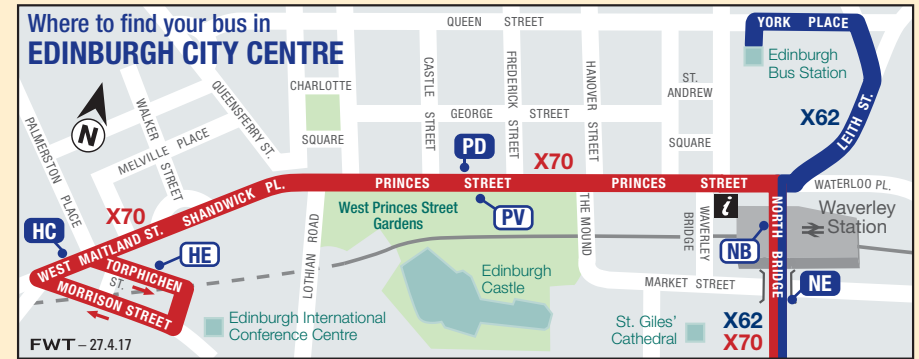 Where to find your bus in
EDINBURGH CITY CENTRE
QUEEN STREET
YORK PLACE
Edinburgh
Bus Station
CASTLE STREET
FREDERICK STREET
HANOVER STREET
ST.
ANDREW
SQUARE
CHARLOTTE
SQUARE
GEORGE STREET
QUEENSFERRY ST.
WALKER STREET
MELVILLE PLACE
PALMERSTON PLACE
N
X62
LEITH ST.
PD
X70
PRINCES STREET PRINCES STREET
WATERLOO PL.
X70
WEST MAITLAND ST. SHANDWICK PL.
West Princes Street
Gardens
PV
i
Waverley
Station
HC
HE
TORPHICHEN
ST.
MORRISON STREET
LOTHIAN ROAD
THE MOUND
WAVERLEY
BRIDGE
NB
NORTH BRIDGE
NE
MARKET STREET
Edinburgh
Castle
Edinburgh International
Conference Centre
St. Giles'
Cathedral
X62
X70
FWT – 27.4.17